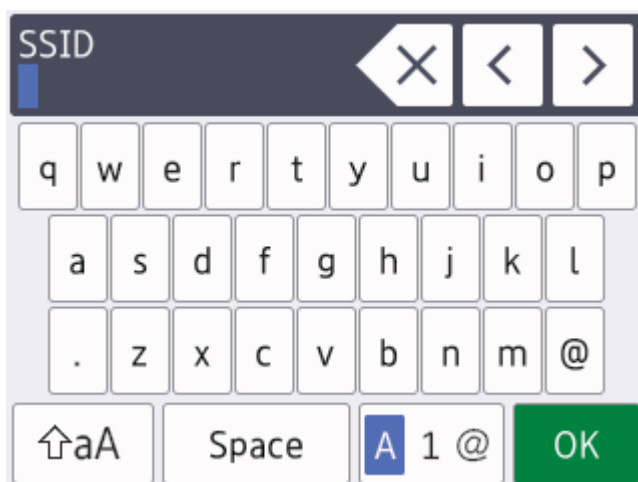 SSID
q w e r t y u i o p
a s d f g h j k l
. z x c v b n m @
aA Space A 1 @ OK